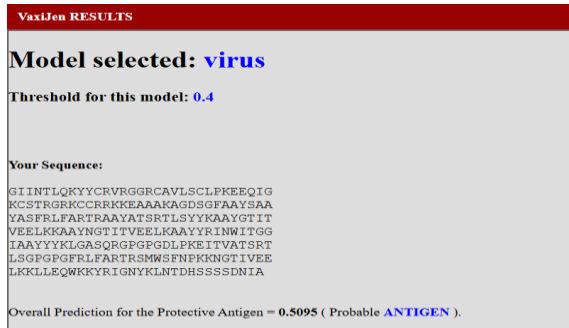 VaxiJen RESULTS
Model selected: virus
Threshold for this model: 0.4
Your Sequence:
GIINTLQKYYCRVRGGRCAVLSCLPKEEQIG
KCSTRGRKCCRRKKEAAAKAGDSGFAAYSAA
YASFRLFARTRAAYATSRTLSYYKAAYGTIT
VEELKKAAYNGTITVEELKAAYYRINWITGG
IAAYYYKLGASQRGPGPGDLPKEITVATSRT
LSGPGPGFRLFARTRSMWSFNPKKNGTIVEE
LKKLLEQWKKYRIGNYKLNTDHSSSSDNIA
Overall Prediction for the Protective Antigen = 0.5095 ( Probable ANTIGEN ).